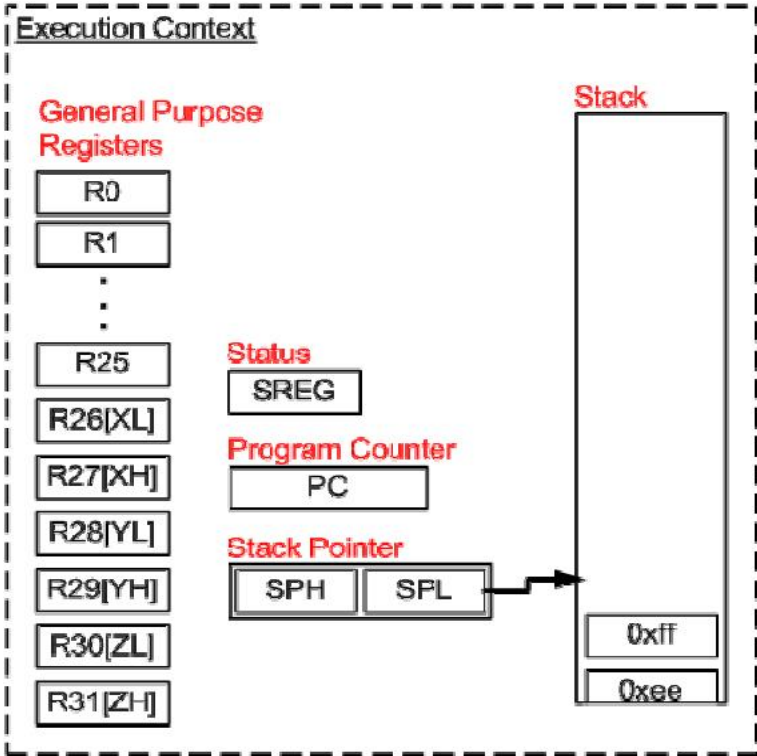 Execution Context
General Purpose
Registers
R0
R1
R25
R26[XL]
R27[XH]
R28[YL]
R29[YH]
R30[ZL]
R31[ZH]
Status
SREG
Program Counter
PC
Stack Pointer
SPH SPL
Stack
0xff
0xee